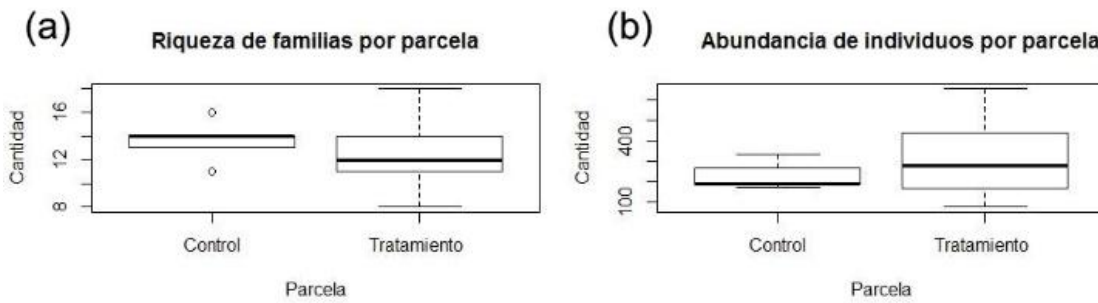 (a)
Riqueza de familias por parcela
Cantidad
16
12
8
Control
Tratamiento
Parcela
(b)
Abundancia de individuos por parcela
Cantidad
400
100
Control
Tratamiento
Parcela